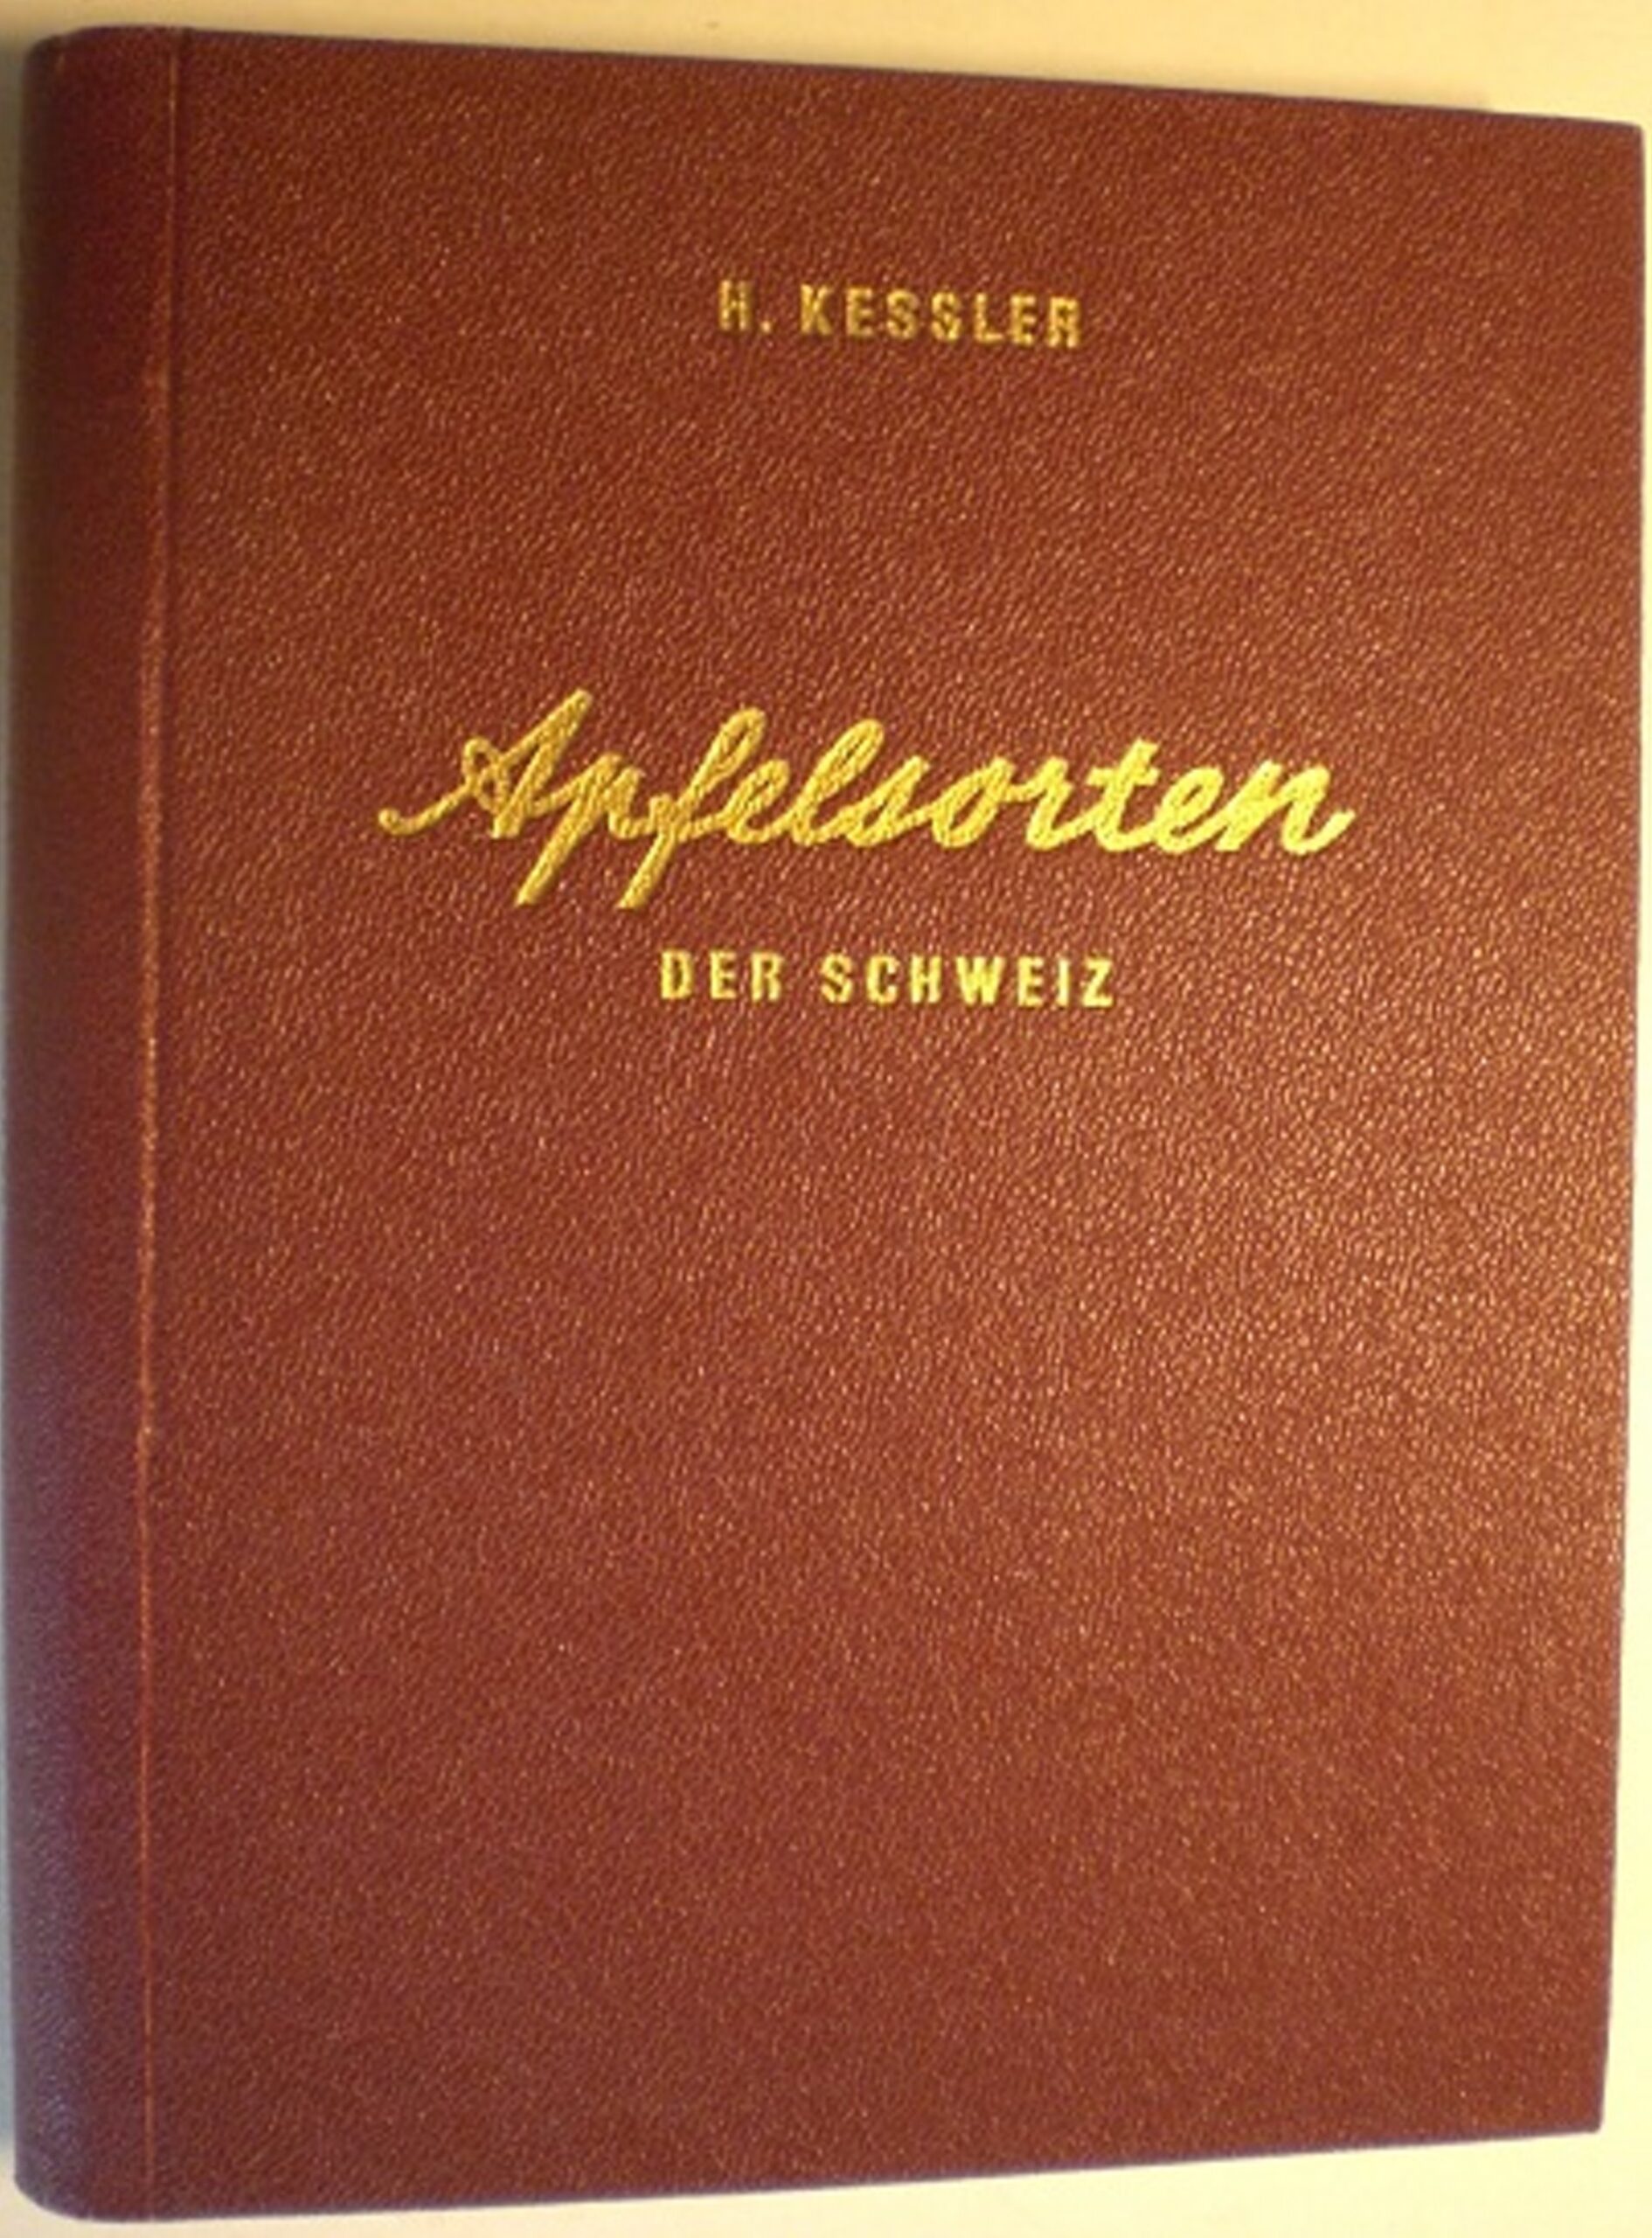 H. KESSLER
Apfelsorten
DER SCHWEIZ